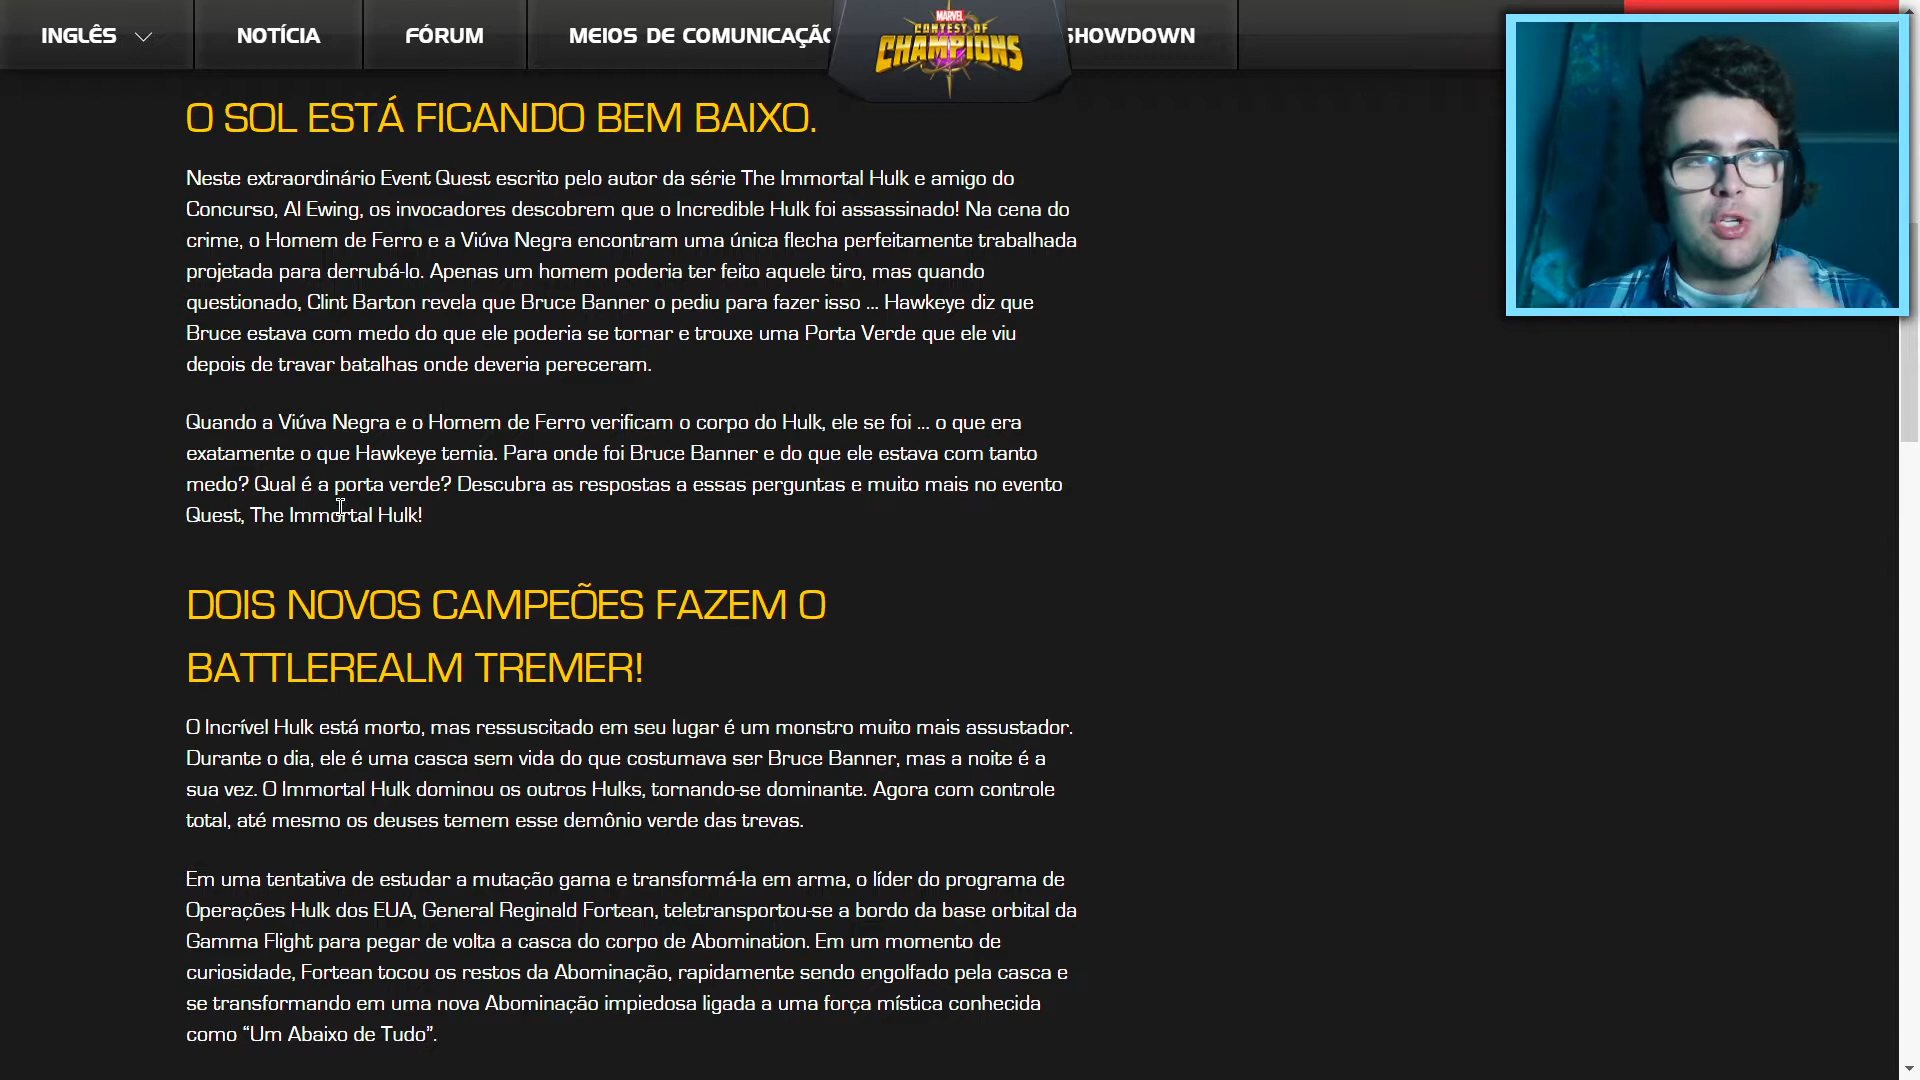 INGLÊS
NOTÍCIA
FÓRUM
MEIOS DE COMUNICAÇÃO
MARVEL
CONTEST OF
CHAMPIONS
SHOWDOWN
O SOL ESTÁ FICANDO BEM BAIXO.
Neste extraordinário Event Quest escrito pelo autor da série The Immortal Hulk e amigo do
Concurso, Al Ewing, os invocadores descobrem que o Incredible Hulk foi assassinado! Na cena do
crime, o Homem de Ferro e a Viúva Negra encontram uma única flecha perfeitamente trabalhada
projetada para derrubá-lo. Apenas um homem poderia ter feito aquele tiro, mas quando
questionado, Clint Barton revela que Bruce Banner o pediu para fazer isso ... Hawkeye diz que
Bruce estava com medo do que ele poderia se tornar e trouxe uma Porta Verde que ele viu
depois de travar batalhas onde deveria pereceram.
Quando a Viúva Negra e o Homem de Ferro verificam o corpo do Hulk, ele se foi ... o que era
exatamente o que Hawkeye temia. Para onde foi Bruce Banner e do que ele estava com tanto
medo? Qual é a porta verde? Descubra as respostas a essas perguntas e muito mais no evento
Quest, The Immortal Hulk!
DOIS NOVOS CAMPEÕES FAZEM O
BATTLEREALM TREMER!
O Incrível Hulk está morto, mas ressuscitado em seu lugar é um monstro muito mais assustador.
Durante o dia, ele é uma casca sem vida do que costumava ser Bruce Banner, mas a noite é a
sua vez. O Immortal Hulk dominou os outros Hulks, tornando-se dominante. Agora com controle
total, até mesmo os deuses temem esse demônio verde das trevas.
Em uma tentativa de estudar a mutação gama e transformá-la em arma, o líder do programa de
Operações Hulk dos EUA, General Reginald Fortean, teletransportou-se a bordo da base orbital da
Gamma Flight para pegar de volta a casca do corpo de Abomination. Em um momento de
curiosidade, Fortean tocou os restos da Abominação, rapidamente sendo engolfado pela casca e
se transformando em uma nova Abominação impiedosa ligada a uma força mística conhecida
como “Um Abaixo de Tudo”.